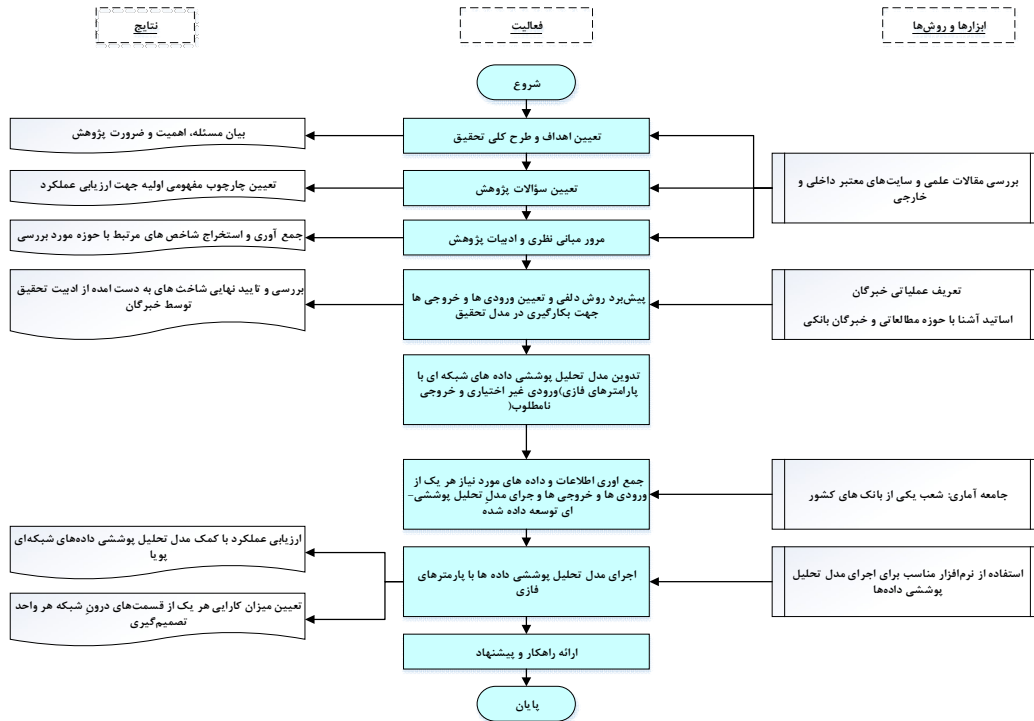 ابزارها و روش‌ها
فعالیت
نتایج
شروع
تعیین اهداف و طرح کلی تحقیق
بیان مسئله، اهمیت و ضرورت پژوهش
بررسی مقالات علمی و سایت‌های معتبر داخلی و
خارجی
تعیین سؤالات پژوهش
تعیین چارچوب مفهومی اولیه جهت ارزیابی عملکرد
مرور مبانی نظری و ادبیات پژوهش
جمع آوری و استخراج شاخص های مرتبط با حوزه مورد بررسی
تعریف عملیاتی خبرگان
اساتید آشنا با حوزه مطالعاتی و خبرگان بانکی
پیش‌برد روش دلفی و تعیین ورودی ها و خروجی ها
جهت بکارگیری در مدل تحقیق
بررسی و تایید نهایی شاخث های به دست امده از ادبیت تحقیق
توسط خبرگان
تدوین مدل تحلیل پوششی داده های شبکه ای با
پارامترهای فازی)ورودی غیر اختیاری و خروجی
نامطلوب(
جامعه آماری: شعب یکی از بانک های کشور
جمع اوری اطلاعات و داده های مورد نیاز هر یک از
ورودی ها و خروجی ها و جرای مدلِ تحلیل پوششی-
ای توسعه داده شده
استفاده از نرم‌افزار مناسب برای اجرای مدل تحلیل
پوششی داده‌ها
اجرای مدل تحلیل پوششی داده ها با پارمترهای
فازی
ارزیابی عملکرد با کمک مدل تحلیل پوششی داده‌های شبکه‌ای
پویا
تعیین میزان کارایی هر یک از قسمت‌های درونِ شبکه هر واحد
تصمیم‌گیری
ارائه راهکار و پیشنهاد
پایان